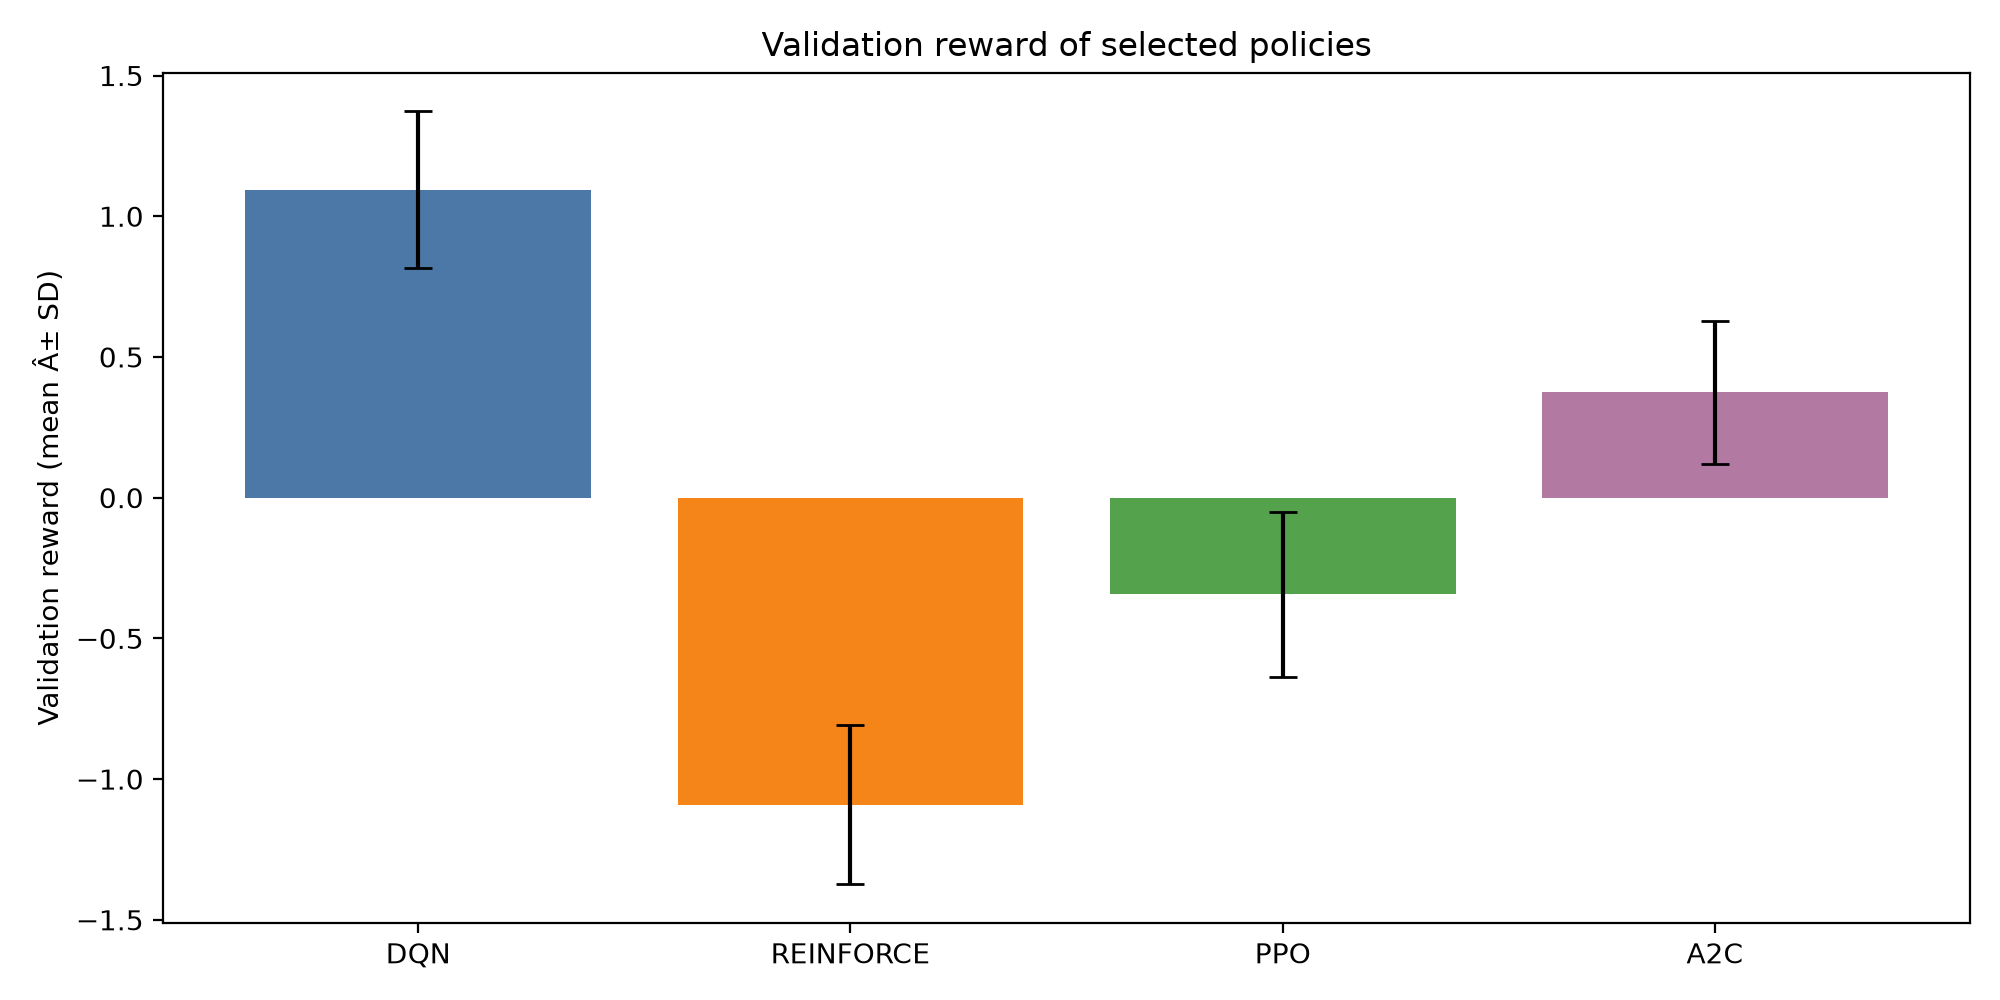 Validation reward of selected policies
Validation reward (mean Â± SD)
1.5
1.0
0.5
0.0
−0.5
−1.0
−1.5
DQN
REINFORCE
PPO
A2C